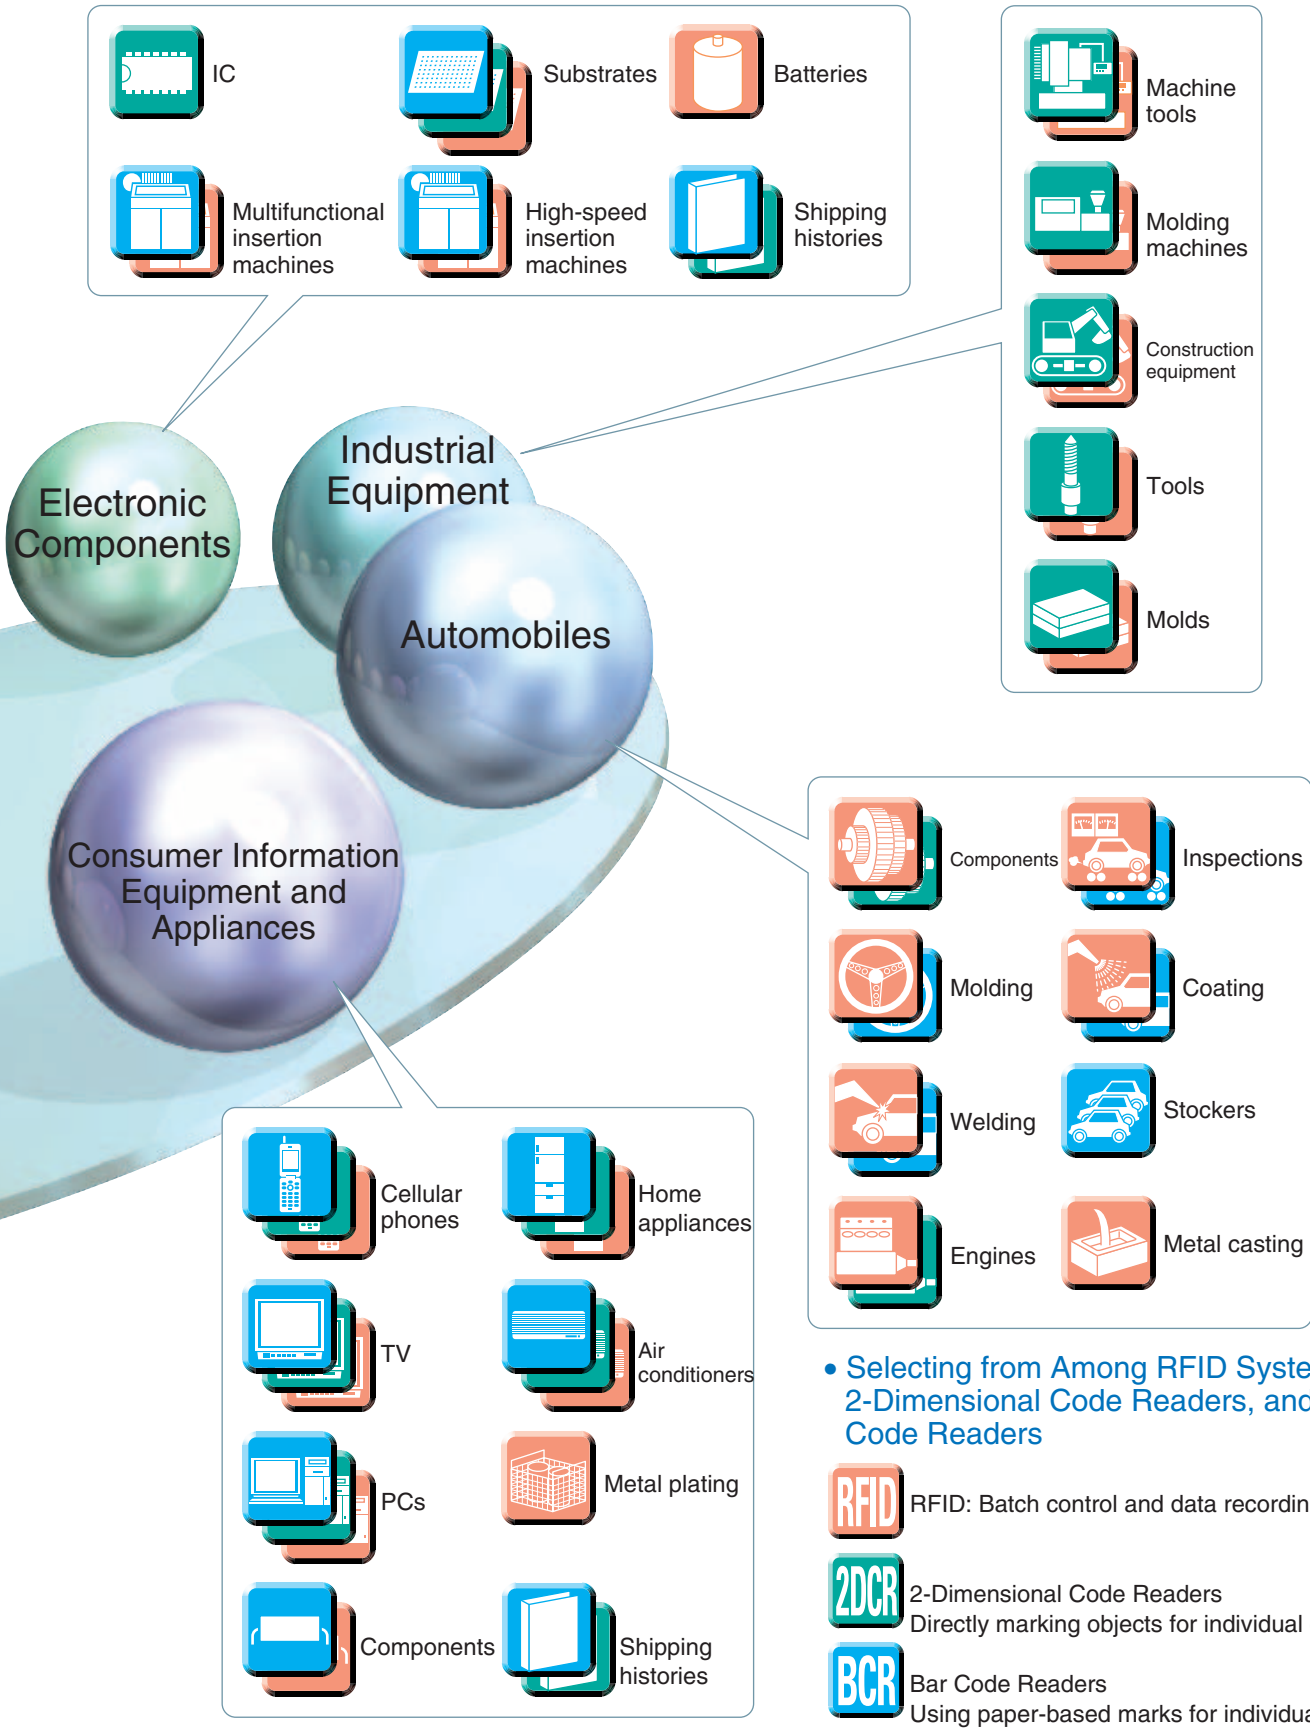 IC
Substrates
Batteries
Multifunctional
insertion
machines
High-speed
insertion
machines
Shipping
histories
Machine
tools
Molding
machines
Construction
equipment
Tools
Molds
Electronic
Components
Industrial
Equipment
Automobiles
Consumer Information
Equipment and
Appliances
Components
Inspections
Molding
Coating
Welding
Stockers
Engines
Metal casting
Cellular
phones
Home
appliances
TV
Air
conditioners
PCs
Metal plating
Components
Shipping
histories
• Selecting from Among RFID Syste
2-Dimensional Code Readers, and
Code Readers
RFID
RFID: Batch control and data recordin
2DCR
2-Dimensional Code Readers
Directly marking objects for individual
BCR
Bar Code Readers
Using paper-based marks for individua